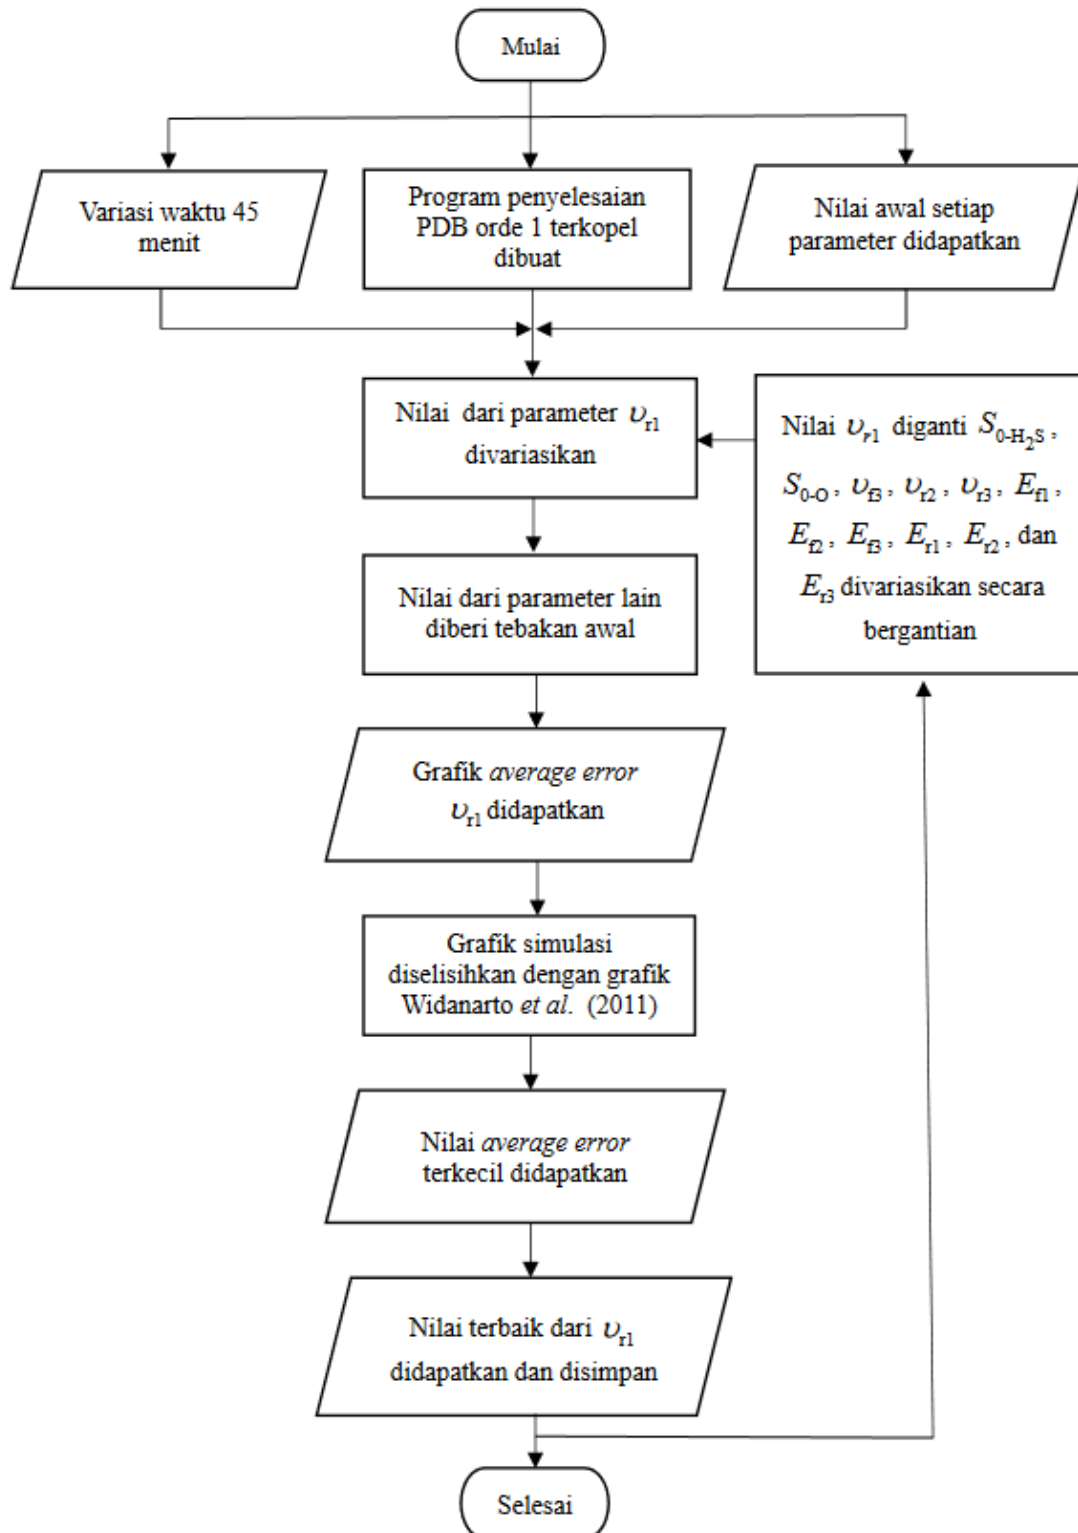 Mulai
Variasi waktu 45
menit
Program penyelesaian
PDB orde 1 terkopel
dibuat
Nilai awal setiap
parameter didapatkan
Nilai dari parameter υr1
divariasikan
Nilai υr1 diganti S0-H2S,
S0-O, υf3, υr2, υr3, Ef1,
Ef2, Ef3, Er1, Er2, dan
Er3 divariasikan secara
bergantian
Nilai dari parameter lain
diberi tebakan awal
Grafik average error
υr1 didapatkan
Grafik simulasi
diselisihkan dengan grafik
Widanarto et al. (2011)
Nilai average error
terkecil didapatkan
Nilai terbaik dari υr1
didapatkan dan disimpan
Selesai